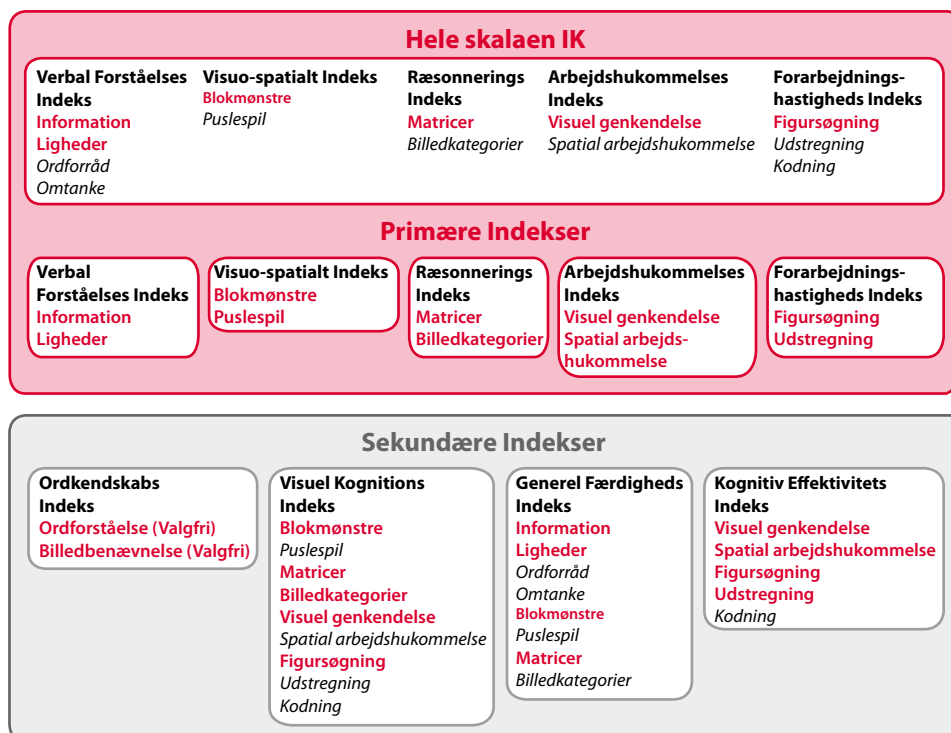 Hele skalaen IK
Verbal Forståelses
Indeks
Information
Ligheder
Ordforråd
Omtanke
Visuo-spatialt Indeks
Blokmønstre
Puslespil
Ræsonnerings
Indeks
Matricer
Billedkategorier
Arbejdshukommelses
Indeks
Visuel genkendelse
Spatial arbejdshukommelse
Forarbejdnings-
hastigheds Indeks
Figursøgning
Udstregning
Kodning
Primære Indekser
Verbal
Forståelses Indeks
Information
Ligheder
Visuo-spatialt Indeks
Blokmønstre
Puslespil
Ræsonnerings
Indeks
Matricer
Billedkategorier
Arbejdshukommelses
Indeks
Visuel genkendelse
Spatial arbejds-
hukommelse
Forarbejdnings-
hastigheds Indeks
Figursøgning
Udstregning
Sekundære Indekser
Ordkendskabs
Indeks
Ordforståelse (Valgfri)
Billedbenævnelse (Valgfri)
Visuel Kognitions
Indeks
Blokmønstre
Puslespil
Matricer
Billedkategorier
Visuel genkendelse
Spatial arbejdshukommelse
Figursøgning
Udstregning
Kodning
Generel Færdigheds
Indeks
Information
Ligheder
Ordforråd
Omtanke
Blokmønstre
Puslespil
Matricer
Billedkategorier
Kognitiv Effektivitets
Indeks
Visuel genkendelse
Spatial arbejdshukommelse
Figursøgning
Udstregning
Kodning